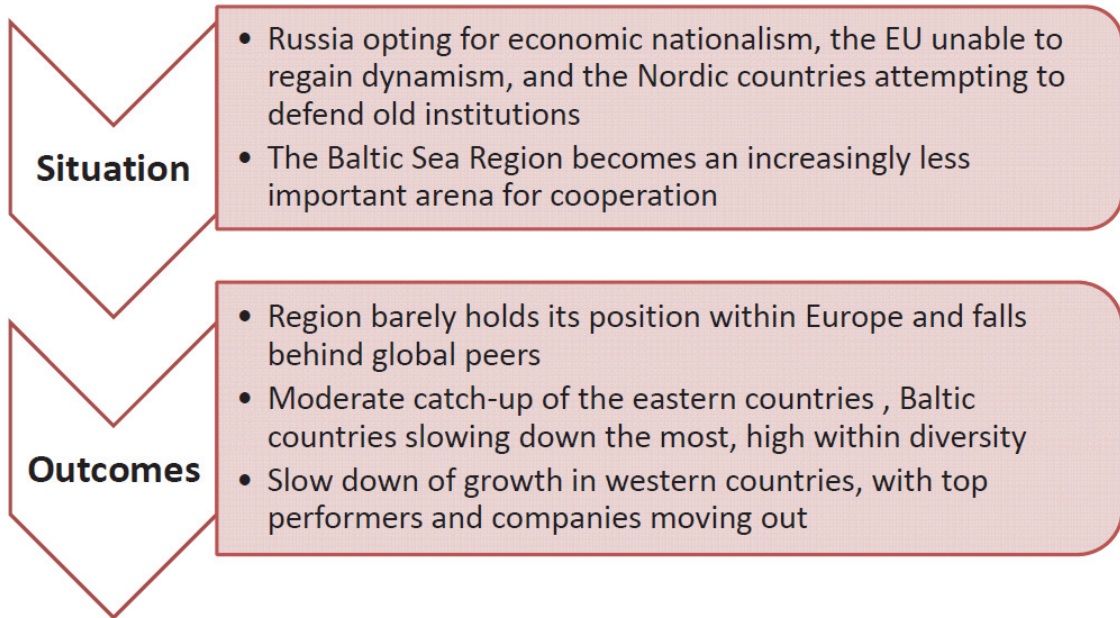 Situation
• Russia opting for economic nationalism, the EU unable to
regain dynamism, and the Nordic countries attempting to
defend old institutions
• The Baltic Sea Region becomes an increasingly less
important arena for cooperation
Outcomes
• Region barely holds its position within Europe and falls
behind global peers
• Moderate catch-up of the eastern countries , Baltic
countries slowing down the most, high within diversity
• Slow down of growth in western countries, with top
performers and companies moving out